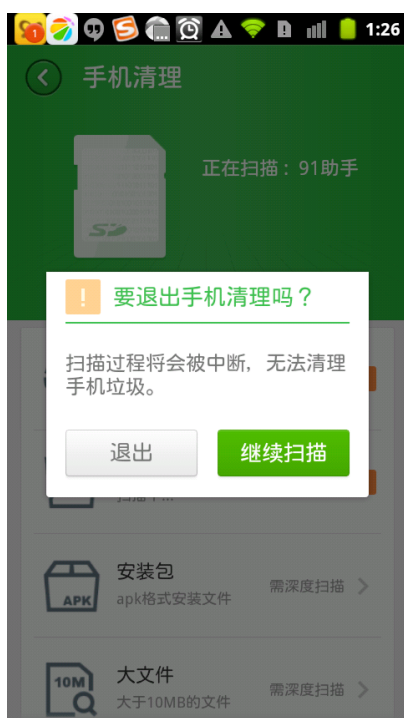 1:26
手机清理
正在扫描：91助手
要退出手机清理吗？
扫描过程将会被中断，无法清理
手机垃圾。
退出
继续扫描
安装包
需深度扫描
APK
apk格式安装文件
10M
大文件
需深度扫描
大于10MB的文件